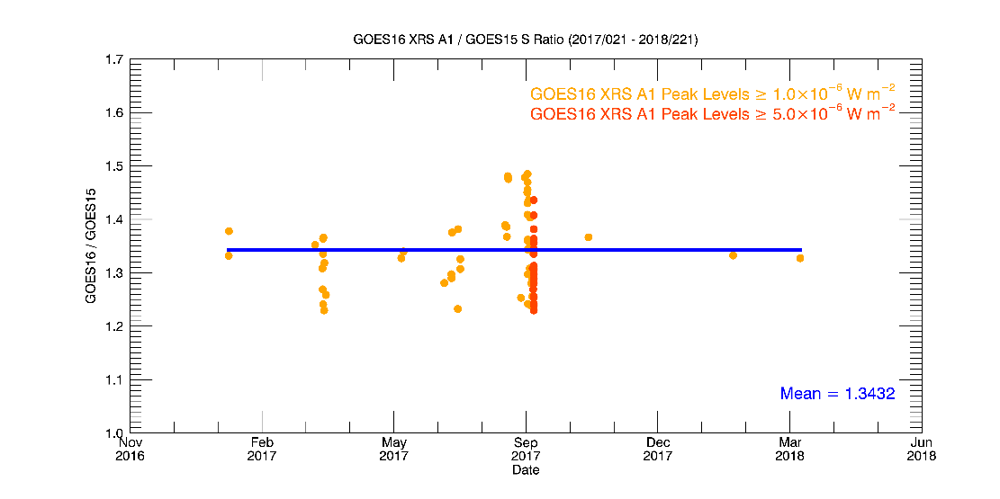 GOES16 XRS A1 / GOES15 S Ratio (2017/021 - 2018/221)
GOES16 XRS A1 Peak Levels ≥ 1.0×10⁻⁶ W m⁻²
GOES16 XRS A1 Peak Levels ≥ 5.0×10⁻⁶ W m⁻²
1.7
1.6
1.5
1.4
1.3
1.2
1.1
1.0
GOES16 / GOES15
Mean = 1.3432
Nov Feb May Sep Dec Mar Jun
2016 2017 2017 2017 2017 2018 2018
Date